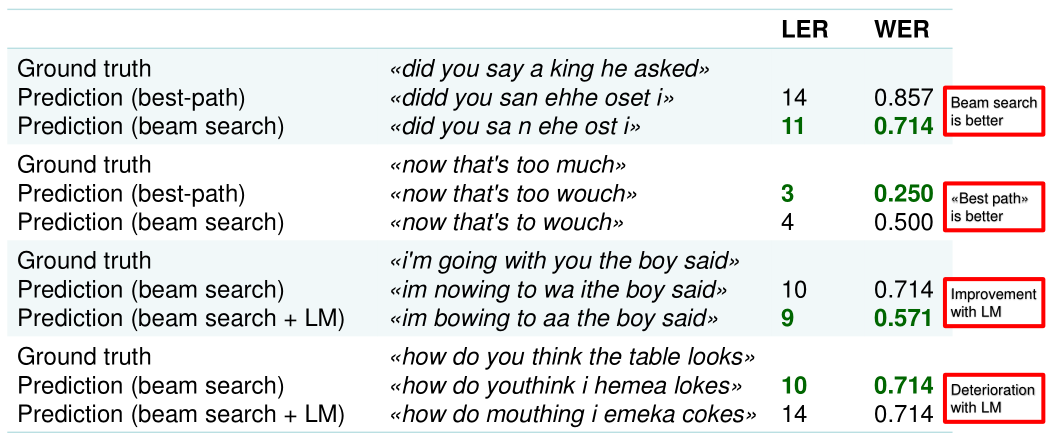 LER WER
Ground truth «did you say a king he asked»
Prediction (best-path) «didd you san ehhe oset i» 14 0.857
Prediction (beam search) «did you sa n ehe ost i» 11 0.714
Beam search
is better
Ground truth «now that's too much»
Prediction (best-path) «now that's too wouch» 3 0.250
Prediction (beam search) «now that's to wouch» 4 0.500
«Best path»
is better
Ground truth «i'm going with you the boy said»
Prediction (beam search) «im nowing to wa ithe boy said» 10 0.714
Prediction (beam search + LM) «im bowing to aa the boy said» 9 0.571
Improvement
with LM
Ground truth «how do you think the table looks»
Prediction (beam search) «how do youthink i hemea lokes» 10 0.714
Prediction (beam search + LM) «how do mouthing i emeka cokes» 14 0.714
Deterioration
with LM